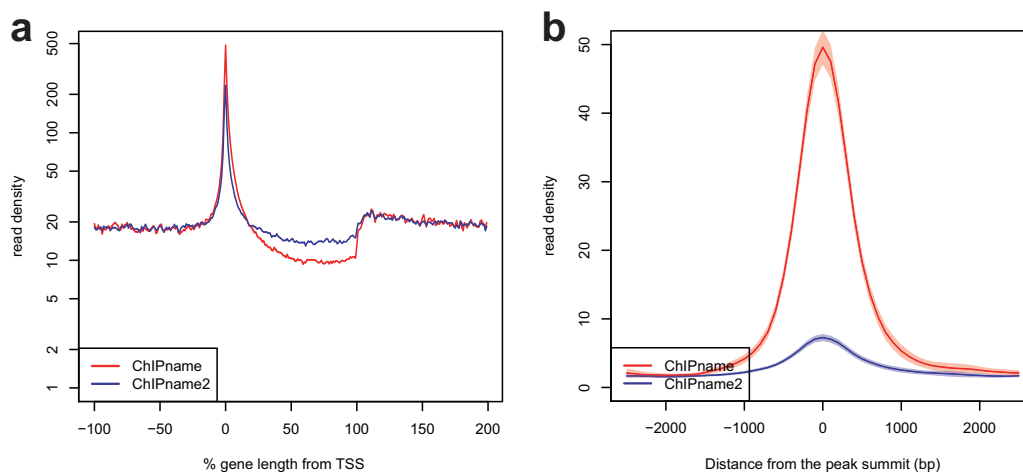 a
500
200
100
50
20
10
5
2
1
read density
ChIPname
ChIPname2
−100
−50
0
50
100
150
200
% gene length from TSS
b
50
40
30
20
10
0
read density
ChIPname
ChIPname2
−2000
−1000
0
1000
2000
Distance from the peak summit (bp)